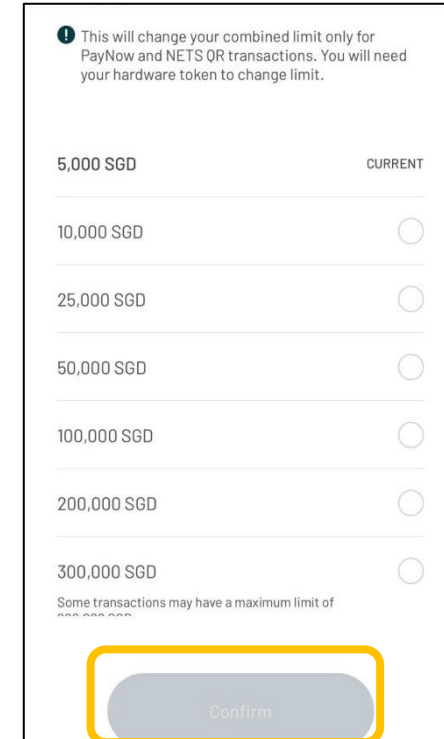 This will change your combined limit only for
PayNow and NETS QR transactions. You will need
your hardware token to change limit.
5,000 SGD CURRENT
10,000 SGD
25,000 SGD
50,000 SGD
100,000 SGD
200,000 SGD
300,000 SGD
Some transactions may have a maximum limit of
Confirm